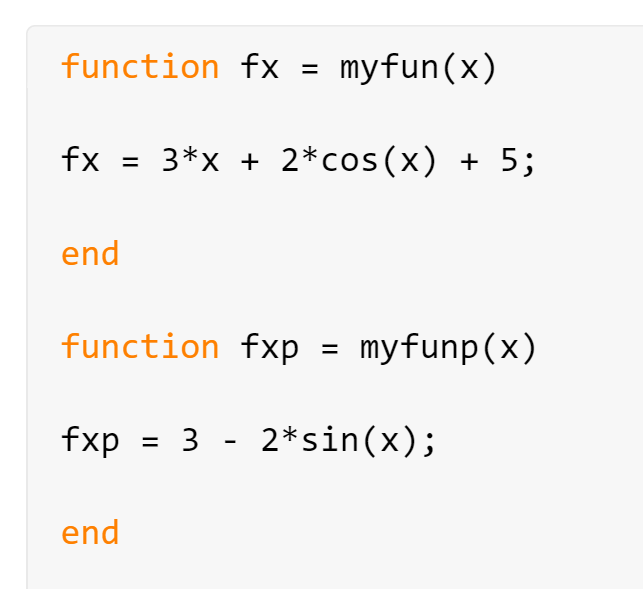 function fx = myfun(x)
fx = 3*x + 2*cos(x) + 5;
end
function fxp = myfunp(x)
fxp = 3 - 2*sin(x);
end